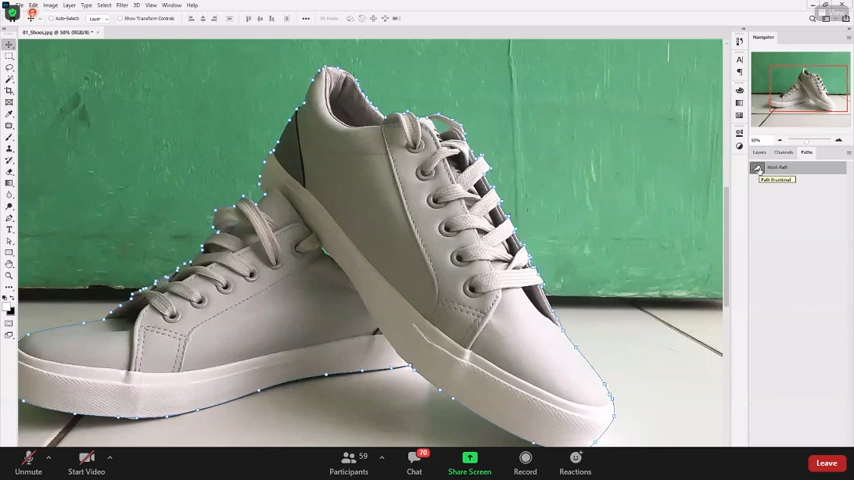 File Edit Image Layer Type Select Filter 3D View Window Help
View
Auto-Select: Layer Show Transform Controls
01_Shoes.jpg @ 50% (RGB/8) *
Navigator
50%
Layers Channels Paths
Work Path
Path thumbnail
Unmute
Start Video
59
Participants
70
Chat
Share Screen
Record
Reactions
Leave